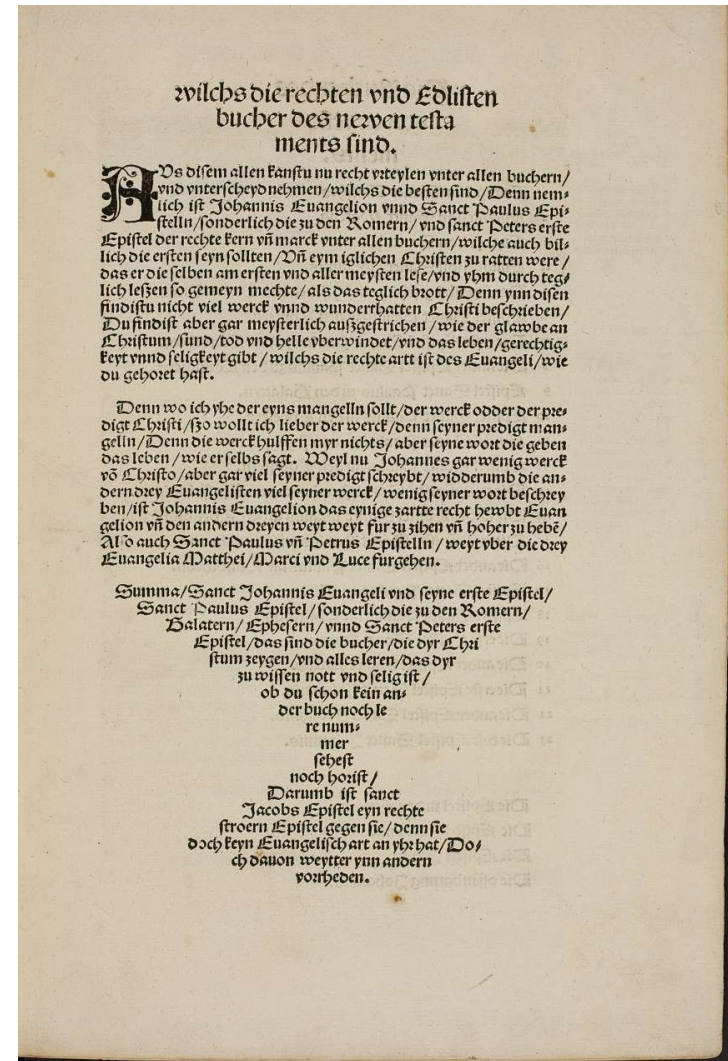 wilchs die rechten vnd Edlisten
bucher des newen testa
ments sind.
AVs disem allen kanstu nu recht vrteylen vnter allen buchern/
vnd vnterscheyd nehmen/wilchs die besten sind/Denn nem⸗
lich ist Johannis Euangelion vnnd Sanct Paulus Epi⸗
stelln/sonderlich die zu den Romern/vnd sanct Peters erste
Epistel der rechte kern vñ marck vnter allen buchern/wilche auch bil⸗
lich die ersten seyn sollten/Vñ eym iglichen Christen zu ratten were/
das er die selben am ersten vnd aller meysten lese/vnd yhm durch teg⸗
lich leszen so gemeyn mechte/als das teglich brott/Denn ynn disen
findistu nicht viel werck vnnd wunderthatten Christi beschrieben/
Du findist aber gar meysterlich auszgestrichen/wie der glawbe an
Christum/sund/tod vnd helle vberwindet/vnd das leben/gerechtig⸗
keyt vnnd seligkeyt gibt/wilchs die rechte artt ist des Euangeli/wie
du gehoret hast.
Denn wo ich yhe der eyns mangelln sollt/der werck odder der pre⸗
digt Christi/szo wollt ich lieber der werck/denn seyner predigt man⸗
gelln/Denn die werck hulffen myr nichts/aber seyne wort die geben
das leben/wie er selbs sagt. Weyl nu Johannes gar wenig werck
võ Christo/aber gar viel seyner predigt schreybt/widderumb die an⸗
dern drey Euangelisten viel seyner werck/wenig seyner wort beschrey
ben/ist Johannis Euangelion das eynige zartte recht hewbt Euan
gelion vñ den andern dreyen weyt weyt fur zu zihen vñ hoher zu hebẽ/
Also auch Sanct Paulus vñ Petrus Epistelln/weyt vber die drey
Euangelia Matthei/Marci vnd Luce furgehen.
Summa/Sanct Johannis Euangeli vnd seyne erste Epistel/
Sanct Paulus Epistel/sonderlich die zu den Romern/
Galatern/Ephesern/vnnd Sanct Peters erste
Epistel/das sind die bucher/die dyr Chri
stum zeygen/vnd alles leren/das dyr
zu wissen nott vnd selig ist/
ob du schon kein an⸗
der buch noch le
re num⸗
mer
sehest
noch horist/
Darumb ist sanct
Jacobs Epistel eyn rechte
stroern Epistel gegen sie/denn sie
doch keyn Euangelisch art an yhr hat/Do⸗
ch dauon weytter ynn andern
vorrheden.